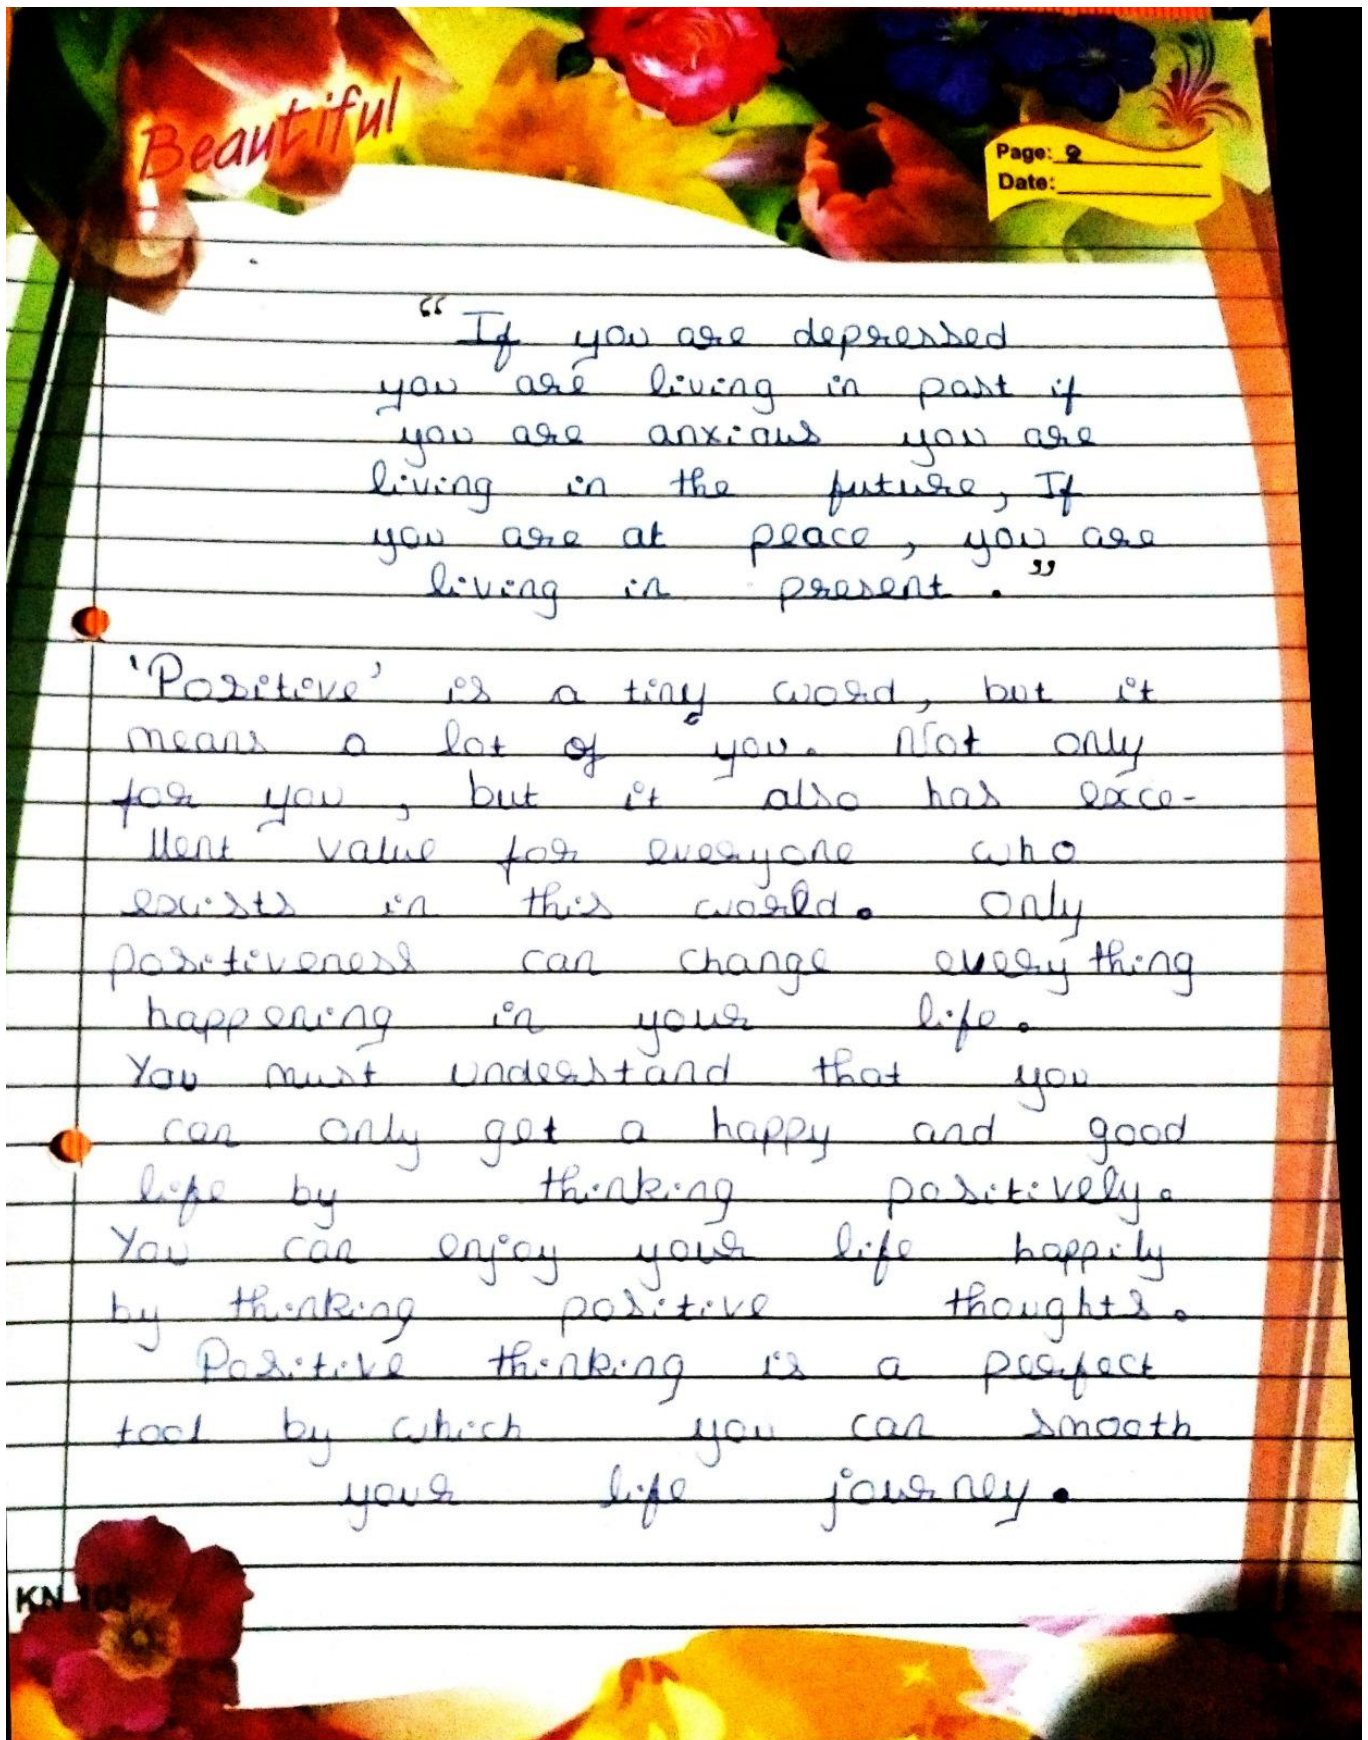 Beautiful
Page: 2
Date:
“ If you are depressed
you are living in past if
you are anxious you are
living in the future, If
you are at peace, you are
living in present. ”
'Positive' is a tiny word, but it
means a lot of you. Not only
for you, but it also has exce-
llent value for everyone who
exists in this world. Only
positiveness can change every thing
happening in your life.
You must understand that you
can only get a happy and good
life by thinking positively.
You can enjoy your life happily
by thinking positive thoughts.
Positive thinking is a perfect
tool by which you can smooth
your life journey.
KN 105